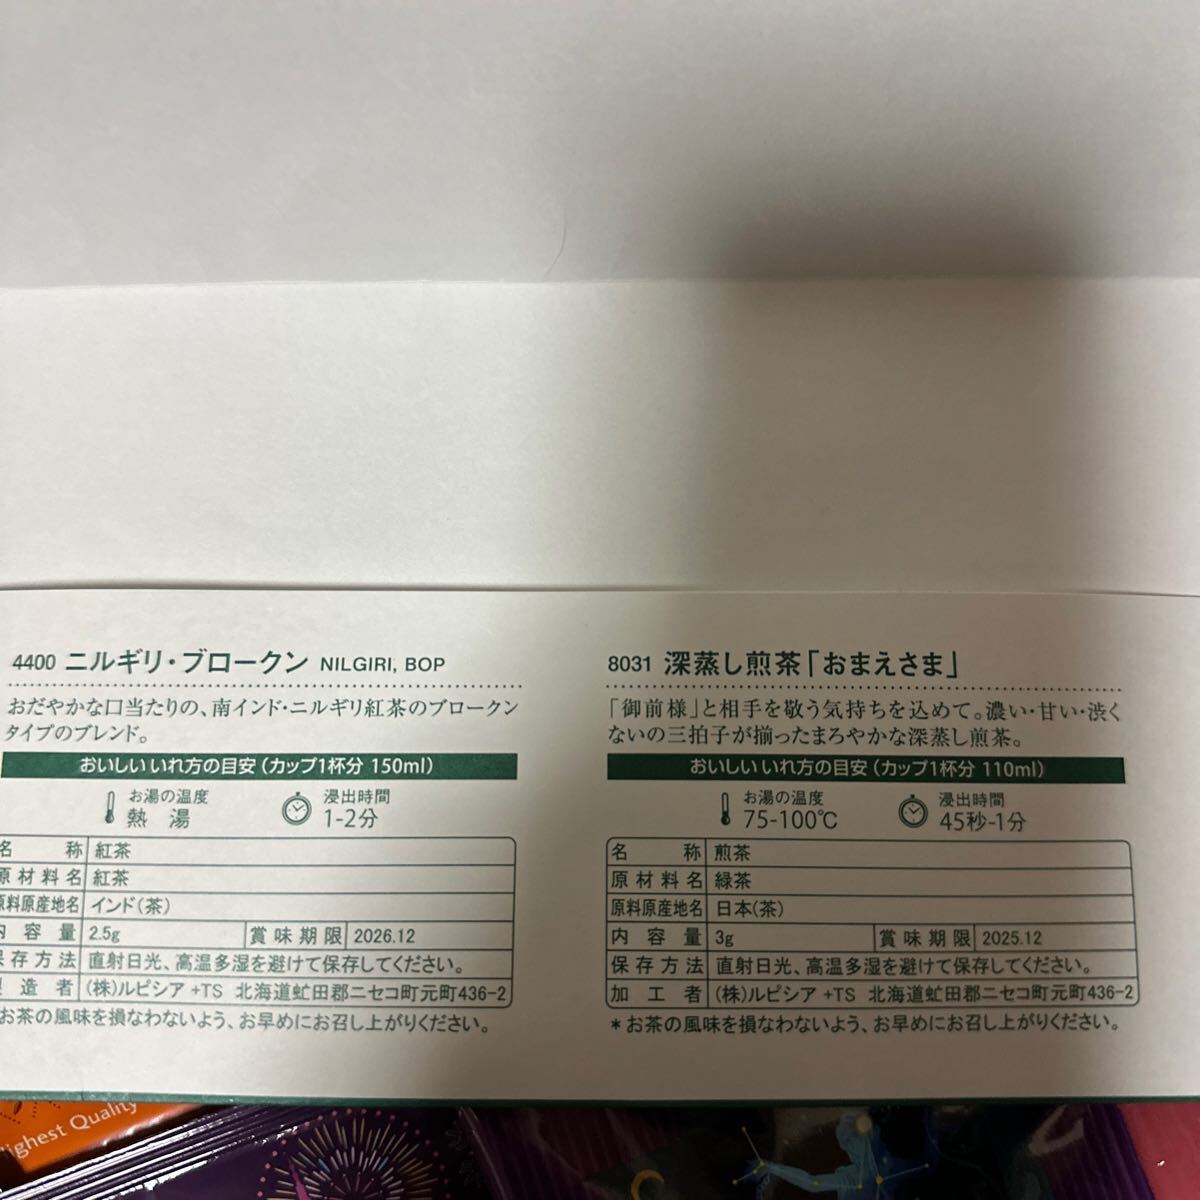 4400 ニルギリ・ブロークン NILGIRI, BOP
おだやかな口当たりの、南インド・ニルギリ紅茶のブロークン
タイプのブレンド。
おいしい いれ方の目安（カップ1杯分 150ml）
お湯の温度
熱 湯
浸出時間
1-2分
名 称 紅茶
原材料名 紅茶
原料原産地名 インド（茶）
内容量 2.5g 賞味期限 2026.12
保存方法 直射日光、高温多湿を避けて保存してください。
製造者 (株)ルピシア +TS 北海道虻田郡ニセコ町元町436-2
お茶の風味を損なわないよう、お早めにお召し上がりください。
8031 深蒸し煎茶「おまえさま」
「御前様」と相手を敬う気持ちを込めて。濃い・甘い・渋く
ないの三拍子が揃ったまろやかな深蒸し煎茶。
おいしい いれ方の目安（カップ1杯分 110ml）
お湯の温度
75-100℃
浸出時間
45秒-1分
名 称 煎茶
原材料名 緑茶
原料原産地名 日本（茶）
内容量 3g 賞味期限 2025.12
保存方法 直射日光、高温多湿を避けて保存してください。
加工者 (株)ルピシア +TS 北海道虻田郡ニセコ町元町436-2
＊お茶の風味を損なわないよう、お早めにお召し上がりください。
Highest Quality